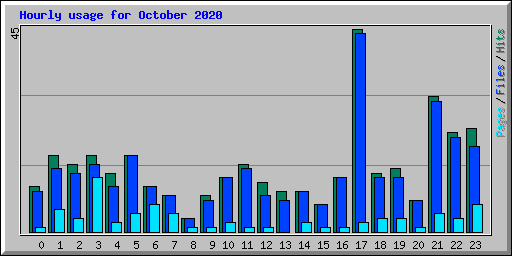 Hourly usage for October 2020
45
Pages/Files/Hits
0 1 2 3 4 5 6 7 8 9 10 11 12 13 14 15 16 17 18 19 20 21 22 23